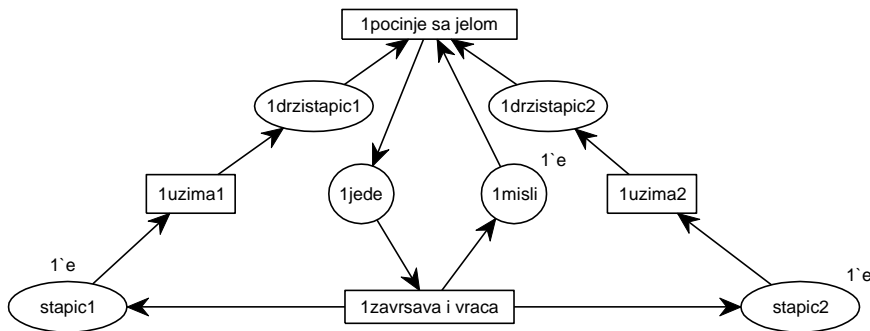 1pocinje sa jelom
1drzistapic1
1drzistapic2
1`e
1uzima1
1jede
1misli
1uzima2
1`e
1`e
stapic1
1zavrsava i vraca
stapic2